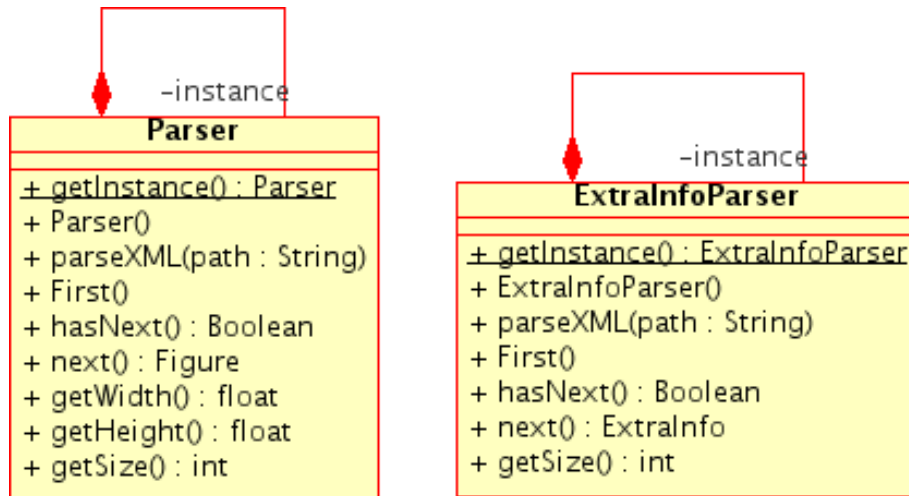 -instance
Parser
+ getInstance() : Parser
+ Parser()
+ parseXML(path : String)
+ First()
+ hasNext() : Boolean
+ next() : Figure
+ getWidth() : float
+ getHeight() : float
+ getSize() : int
-instance
ExtraInfoParser
+ getInstance() : ExtraInfoParser
+ ExtraInfoParser()
+ parseXML(path : String)
+ First()
+ hasNext() : Boolean
+ next() : ExtraInfo
+ getSize() : int